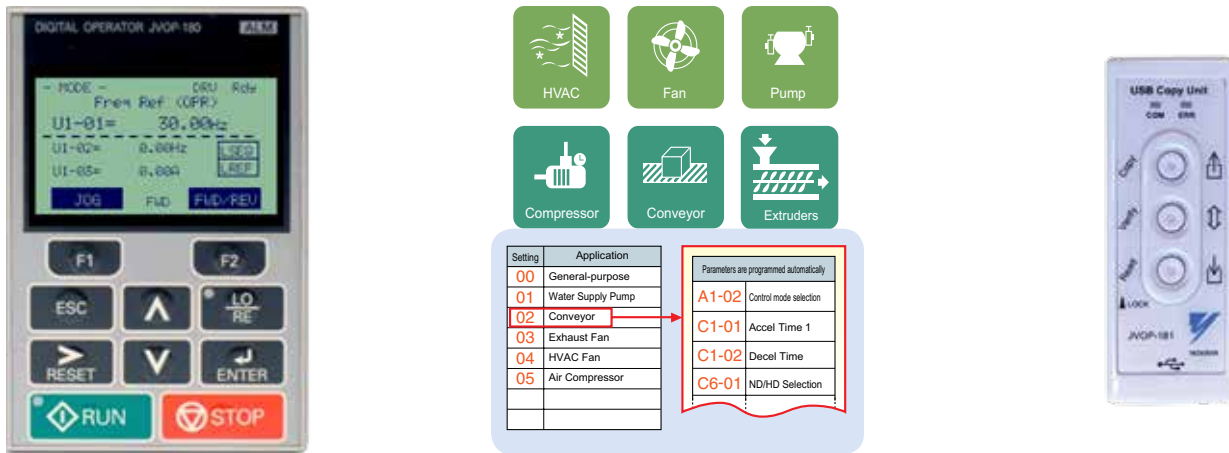 DIGITAL OPERATOR JVOP-180
ALM
- MODE - DRV Rdy
Freq Ref (OPR)
U1-01= 30.00Hz
U1-02= 0.00Hz
LSEQ
U1-03= 0.00A
LREF
JOG FWD FWD/REV
F1
F2
ESC
LO
RE
RESET
ENTER
RUN
STOP
HVAC
Fan
Pump
Compressor
Conveyor
Extruders
Setting Application
00 General-purpose
01 Water Supply Pump
02 Conveyor
03 Exhaust Fan
04 HVAC Fan
05 Air Compressor
Parameters are programmed automatically
A1-02 Control mode selection
C1-01 Accel Time 1
C1-02 Decel Time
C6-01 ND/HD Selection
USB Copy Unit
COM ERR
Copy
Verify
Read
LOCK
JVOP-181
YASKAWA